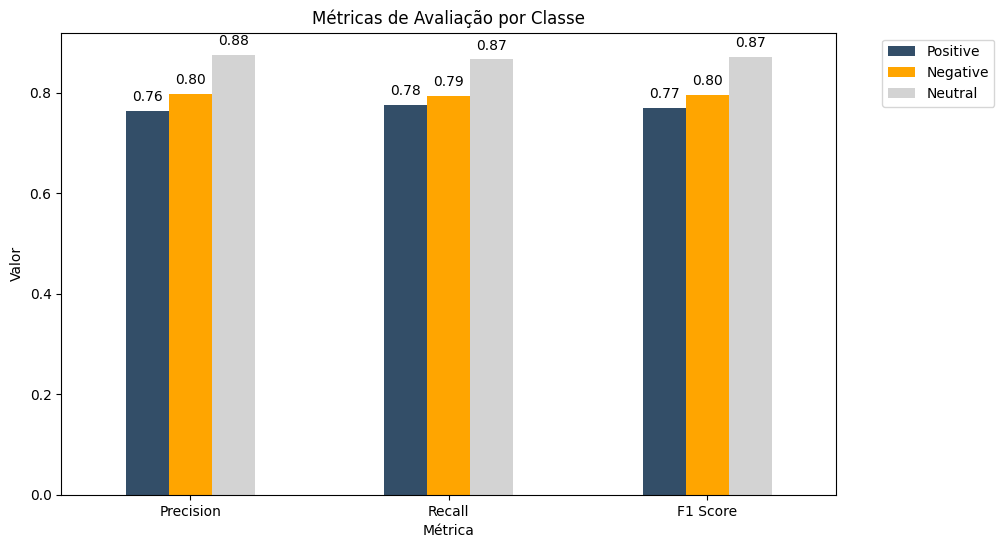 Métricas de Avaliação por Classe
Positive
Negative
Neutral
Valor
0.8
0.6
0.4
0.2
0.0
0.76
0.80
0.88
0.78
0.79
0.87
0.77
0.80
0.87
Precision
Recall
F1 Score
Métrica